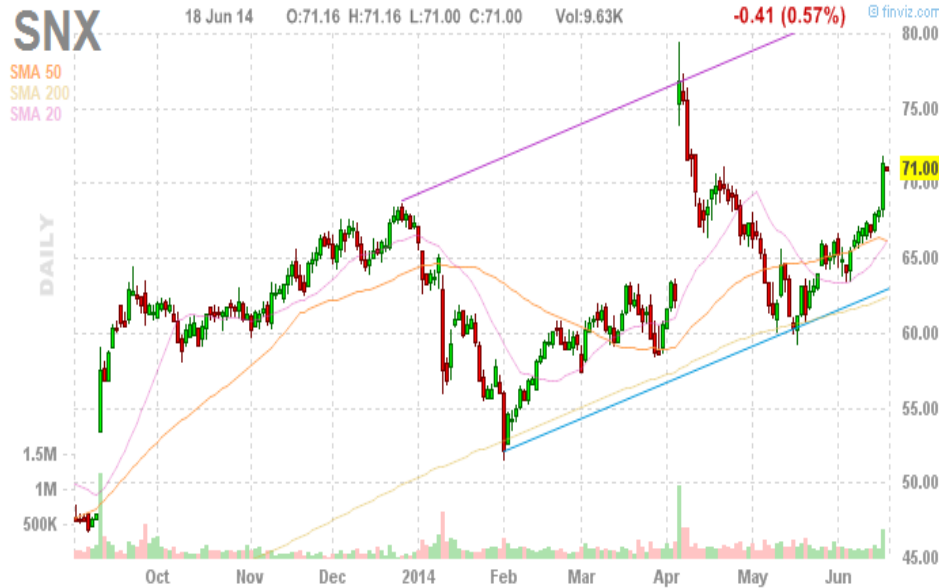 SNX 18 Jun 14 O:71.16 H:71.16 L:71.00 C:71.00 Vol:9.63K -0.41 (0.57%) © finviz.com
SMA 50
SMA 200
SMA 20
80.00
75.00
71.00
70.00
65.00
60.00
55.00
50.00
45.00
DAILY
1.5M
1M
500K
Oct Nov Dec 2014 Feb Mar Apr May Jun